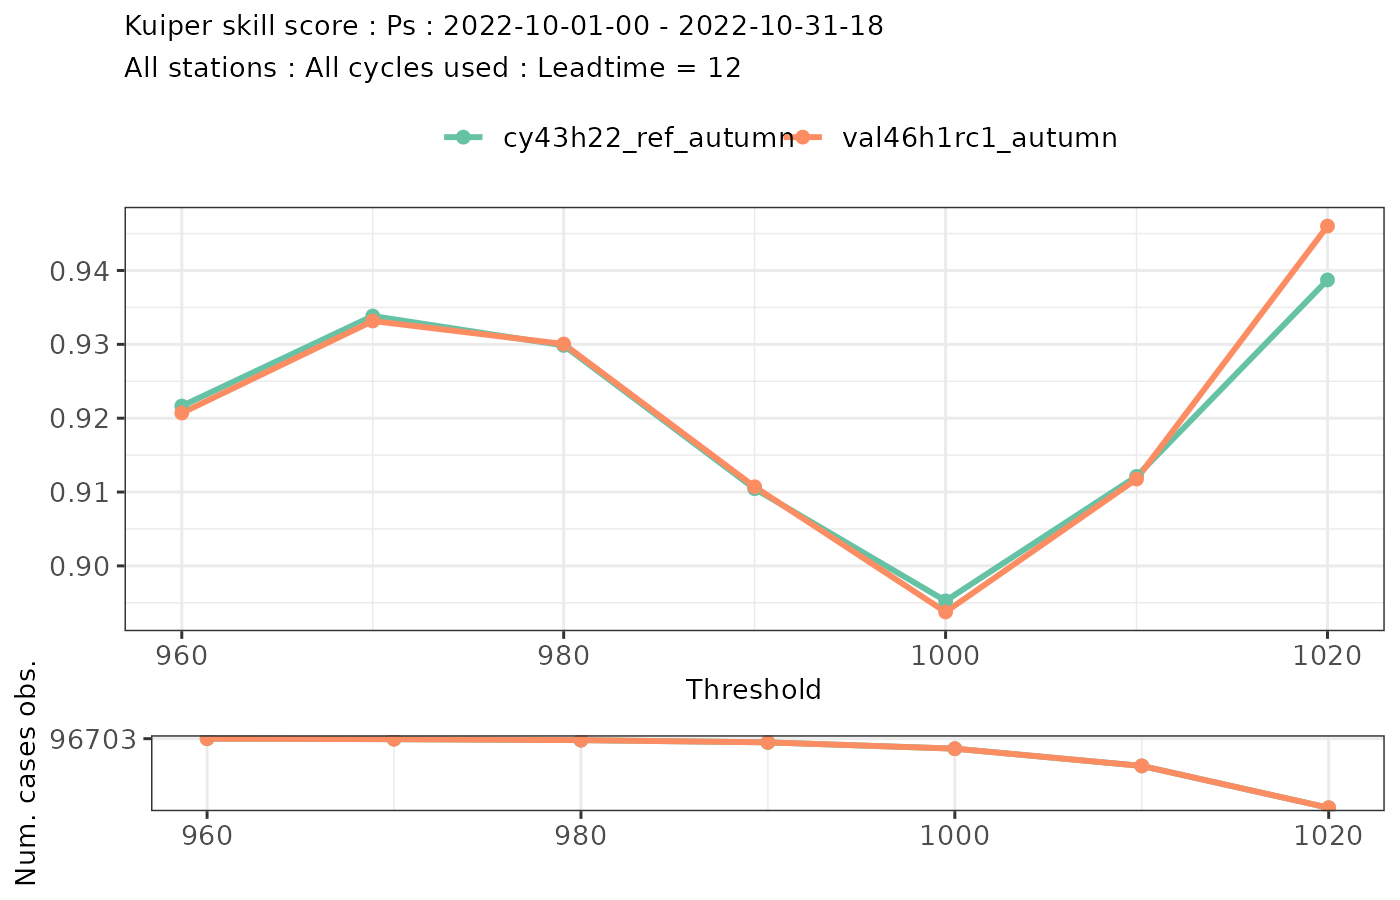 Kuiper skill score : Ps : 2022-10-01-00 - 2022-10-31-18
All stations : All cycles used : Leadtime = 12
cy43h22_ref_autumn val46h1rc1_autumn
0.94
0.93
0.92
0.91
0.90
960 980 1000 1020
Threshold
Num. cases obs.
96703
960 980 1000 1020